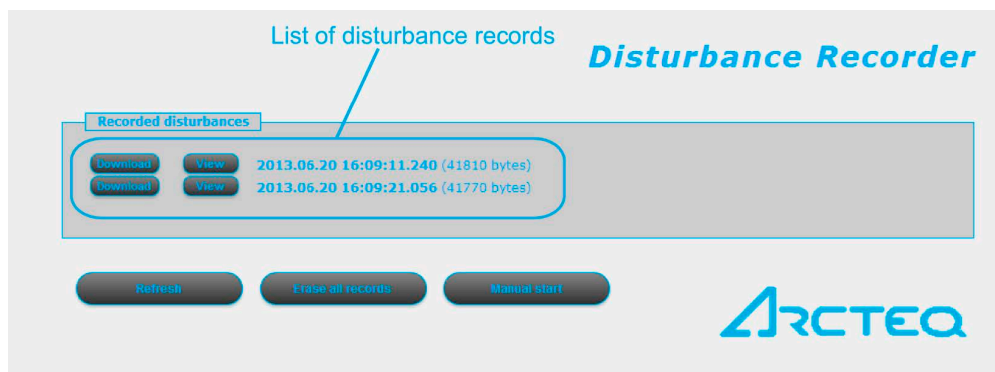 List of disturbance records
Disturbance Recorder
Recorded disturbances
Download View 2013.06.20 16:09:11.240 (41810 bytes)
Download View 2013.06.20 16:09:21.056 (41770 bytes)
Refresh Erase all records Manual start
ARCTEQ